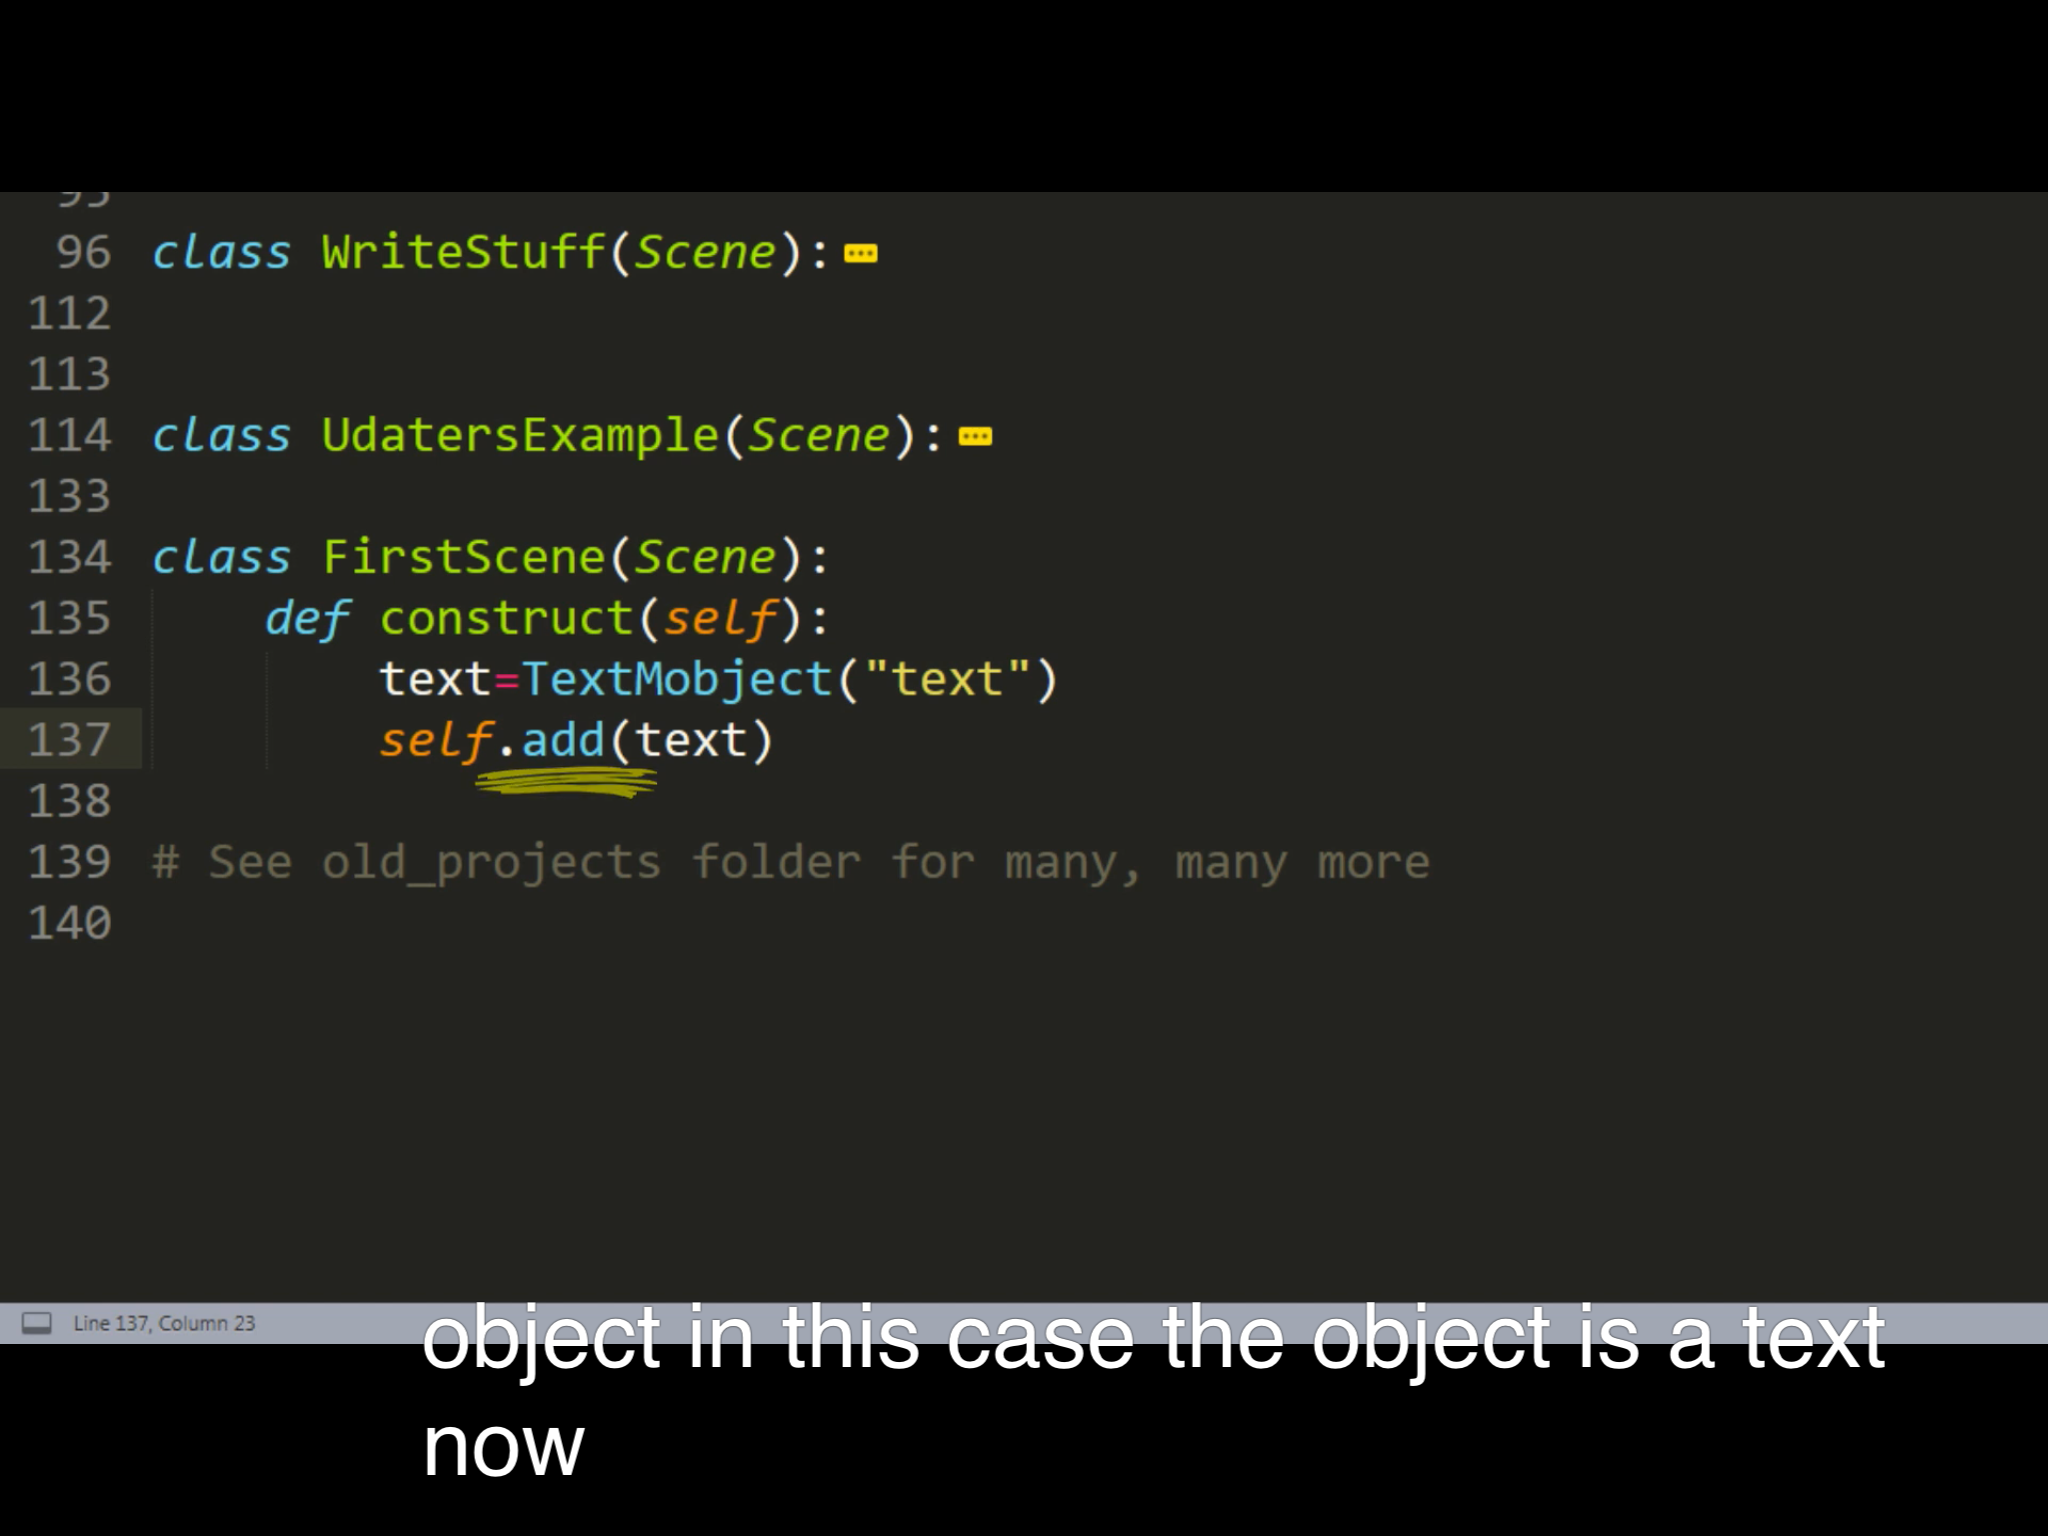 95
96 class WriteStuff(Scene):
112
113
114 class UdatersExample(Scene):
133
134 class FirstScene(Scene):
135 def construct(self):
136 text=TextMobject("text")
137 self.add(text)
138
139 # See old_projects folder for many, many more
140
Line 137, Column 23
object in this case the object is a text
now